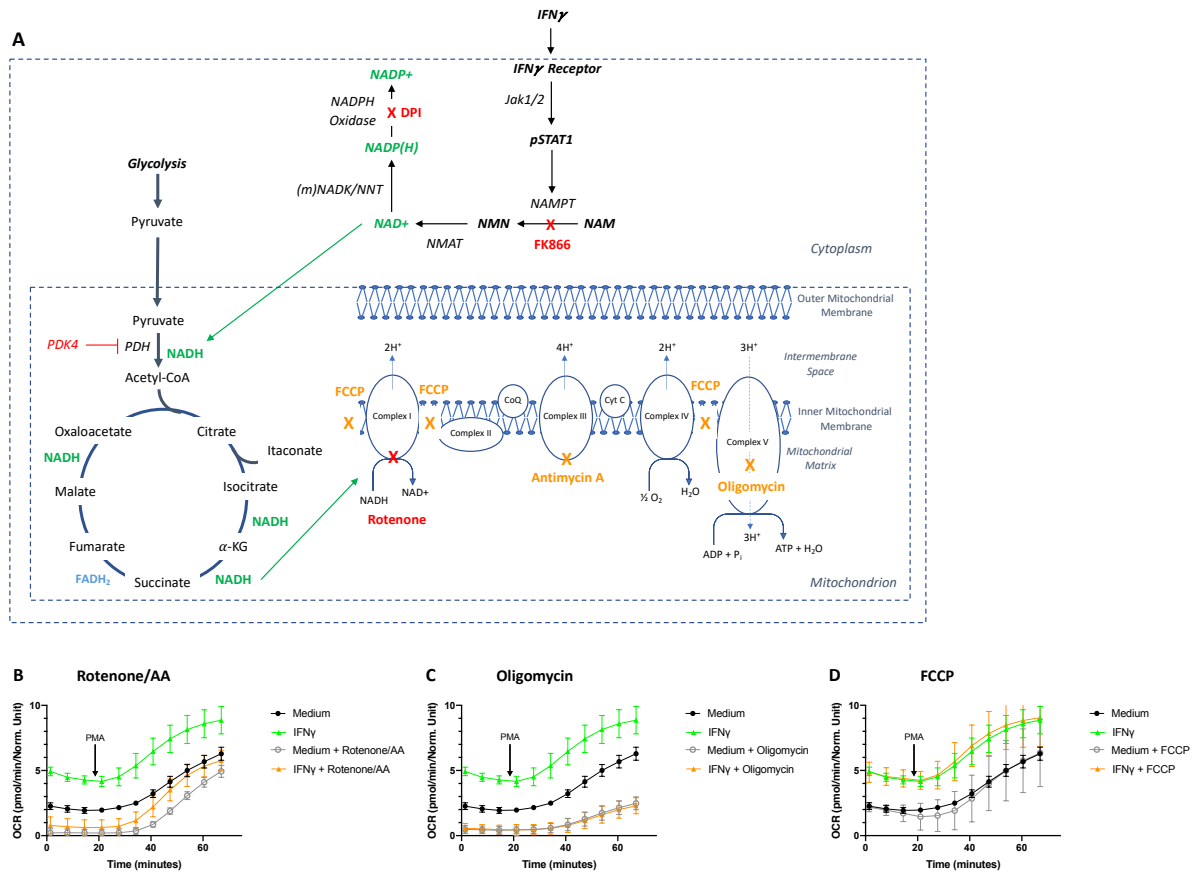 A
IFNγ
IFNγ Receptor
Jak1/2
pSTAT1
NAMPT
NADP+
NADPH
Oxidase
X DPI
NADP(H)
(m)NADK/NNT
NAD+
NMAT
NMN
X
NAM
FK866
Glycolysis
Pyruvate
Cytoplasm
Pyruvate
PDK4
PDH
NADH
Acetyl-CoA
Oxaloacetate
Citrate
NADH
Itaconate
Malate
Isocitrate
NADH
Fumarate
α-KG
FADH₂
Succinate
NADH
Outer Mitochondrial
Membrane
2H⁺
4H⁺
2H⁺
3H⁺
Intermembrane
Space
FCCP
X
Complex I
FCCP
X
CoQ
Complex II
Complex III
Cyt C
Complex IV
FCCP
X
Complex V
Inner Mitochondrial
Membrane
Mitochondrial
Matrix
X
NADH
NAD+
Rotenone
X
Antimycin A
½ O₂
H₂O
X
Oligomycin
ADP + Pᵢ
3H⁺
ATP + H₂O
Mitochondrion
B
Rotenone/AA
OCR (pmol/min/Norm. Unit)
10
5
0
PMA
0 20 40 60
Time (minutes)
Medium
IFNγ
Medium + Rotenone/AA
IFNγ + Rotenone/AA
C
Oligomycin
OCR (pmol/min/Norm. Unit)
10
5
0
PMA
0 20 40 60
Time (minutes)
Medium
IFNγ
Medium + Oligomycin
IFNγ + Oligomycin
D
FCCP
OCR (pmol/min/Norm. Unit)
10
5
0
PMA
0 20 40 60
Time (minutes)
Medium
IFNγ
Medium + FCCP
IFNγ + FCCP